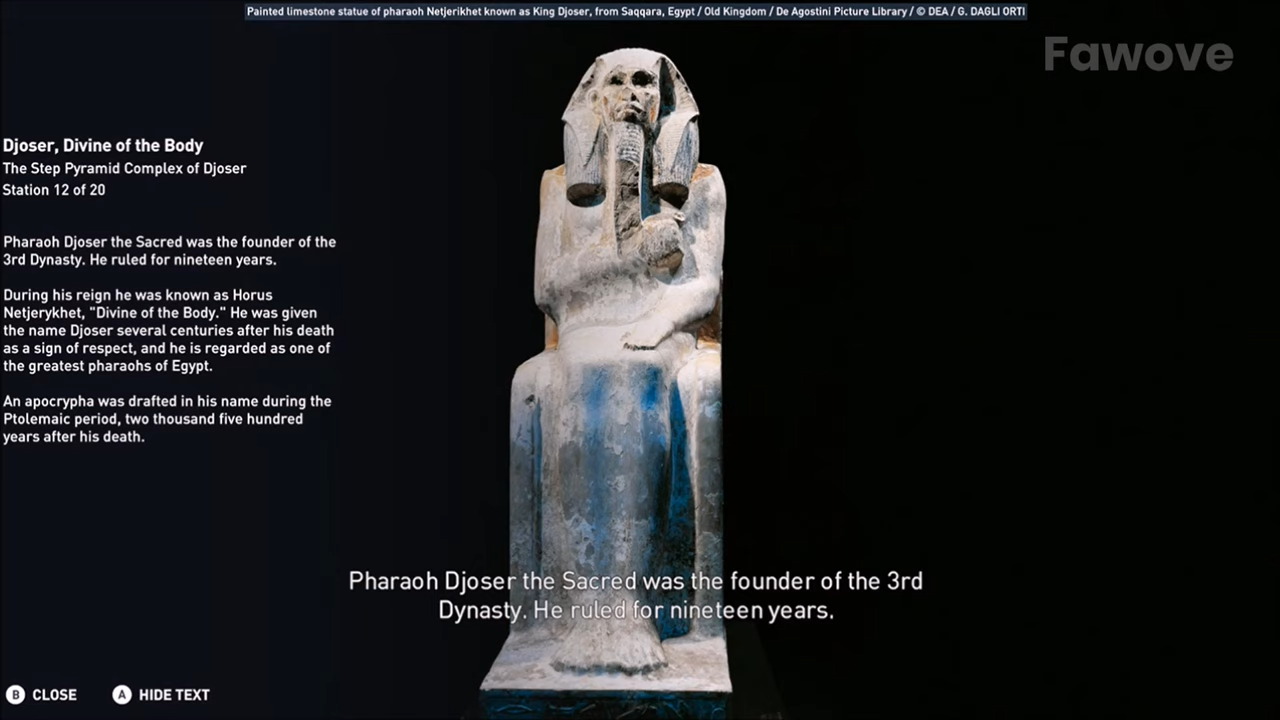 Painted limestone statue of pharaoh Netjerikhet known as King Djoser, from Saqqara, Egypt / Old Kingdom / De Agostini Picture Library / © DEA / G. DAGLI ORTI
Fawove
Djoser, Divine of the Body
The Step Pyramid Complex of Djoser
Station 12 of 20
Pharaoh Djoser the Sacred was the founder of the
3rd Dynasty. He ruled for nineteen years.
During his reign he was known as Horus
Netjerykhet, "Divine of the Body." He was given
the name Djoser several centuries after his death
as a sign of respect, and he is regarded as one of
the greatest pharaohs of Egypt.
An apocrypha was drafted in his name during the
Ptolemaic period, two thousand five hundred
years after his death.
Pharaoh Djoser the Sacred was the founder of the 3rd
Dynasty. He ruled for nineteen years.
B CLOSE
A HIDE TEXT